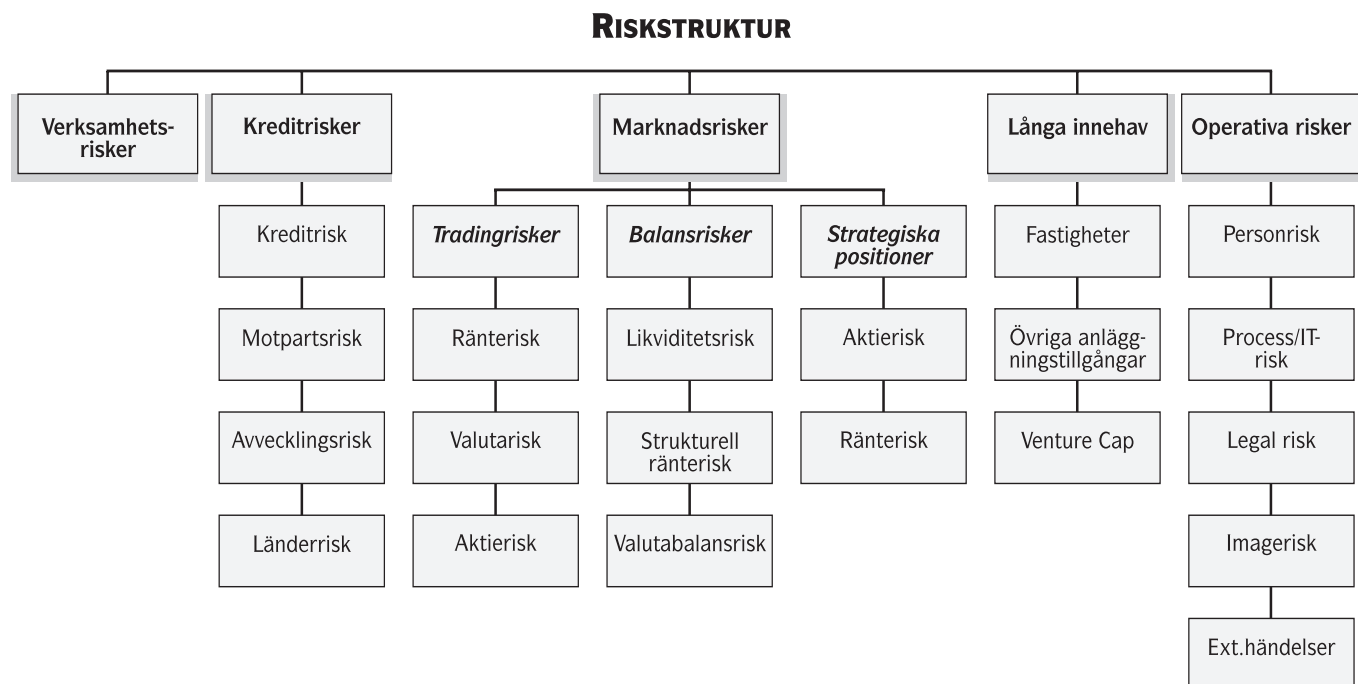 RISKSTRUKTUR
Verksamhets-
risker
Kreditrisker
Marknadsrisker
Långa innehav
Operativa risker
Kreditrisk
Tradingrisker
Balansrisker
Strategiska
positioner
Fastigheter
Personrisk
Motpartsrisk
Ränterisk
Likviditetsrisk
Aktierisk
Övriga anlägg-
ningstillgångar
Process/IT-
risk
Avvecklingsrisk
Valutarisk
Strukturell
ränterisk
Ränterisk
Venture Cap
Legal risk
Länderrisk
Aktierisk
Valutabalansrisk
Imagerisk
Ext.händelser